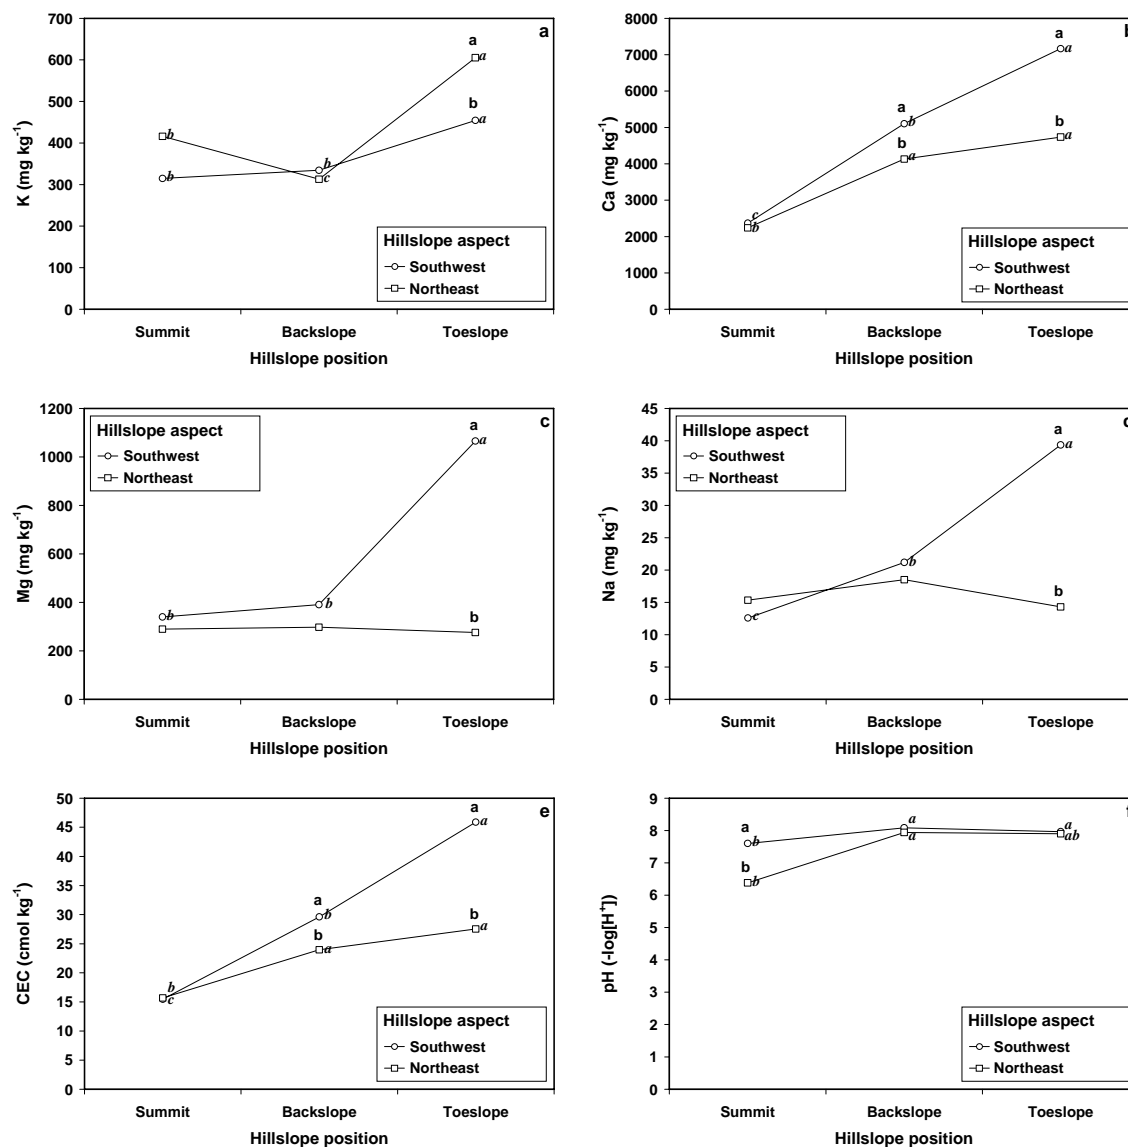 a
K (mg kg⁻¹)
700
600
500
400
300
200
100
0
a
a
b
a
b
b
b
c
Hillslope aspect
Southwest
Northeast
Summit Backslope Toeslope
Hillslope position
b
Ca (mg kg⁻¹)
8000
7000
6000
5000
4000
3000
2000
1000
0
a
a
a
b
b
a
b
a
c
b
Hillslope aspect
Southwest
Northeast
Summit Backslope Toeslope
Hillslope position
c
Mg (mg kg⁻¹)
1200
1000
800
600
400
200
0
Hillslope aspect
Southwest
Northeast
a
a
b
b
b
Summit Backslope Toeslope
Hillslope position
d
Na (mg kg⁻¹)
45
40
35
30
25
20
15
10
5
0
Hillslope aspect
Southwest
Northeast
a
a
b
b
c
Summit Backslope Toeslope
Hillslope position
e
CEC (cmol kg⁻¹)
50
45
40
35
30
25
20
15
10
5
0
a
a
a
b
b
a
b
a
b
c
Hillslope aspect
Southwest
Northeast
Summit Backslope Toeslope
Hillslope position
f
pH (-log[H⁺])
9
8
7
6
5
4
3
2
1
0
a
b
a
a
a
ab
b
b
Hillslope aspect
Southwest
Northeast
Summit Backslope Toeslope
Hillslope position